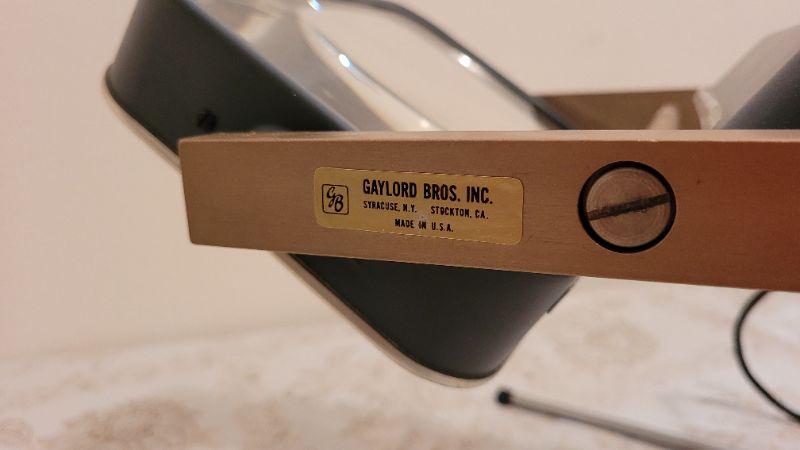 GB
GAYLORD BROS. INC.
SYRACUSE, N.Y. STOCKTON, CA.
MADE IN U.S.A.